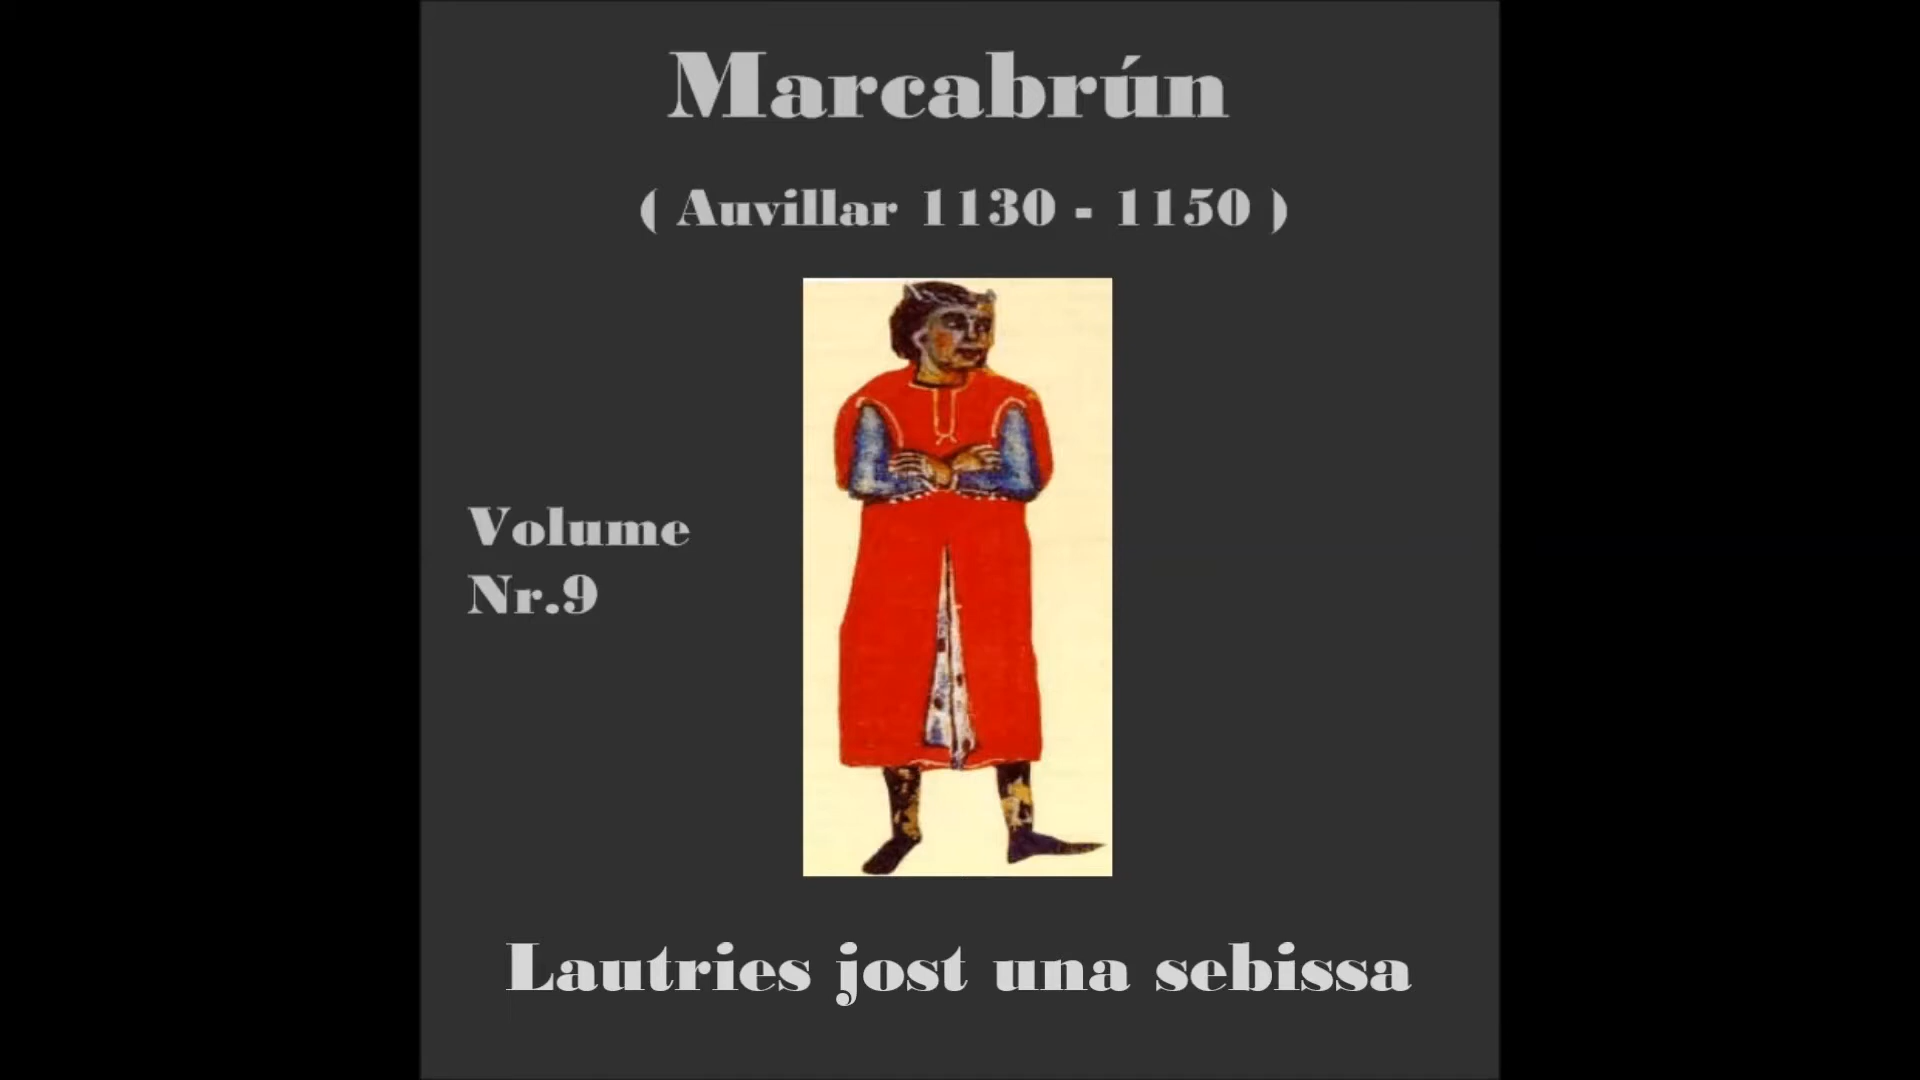 Marcabrún
( Auvillar 1130 - 1150 )
Volume
Nr.9
Lautries jost una sebissa